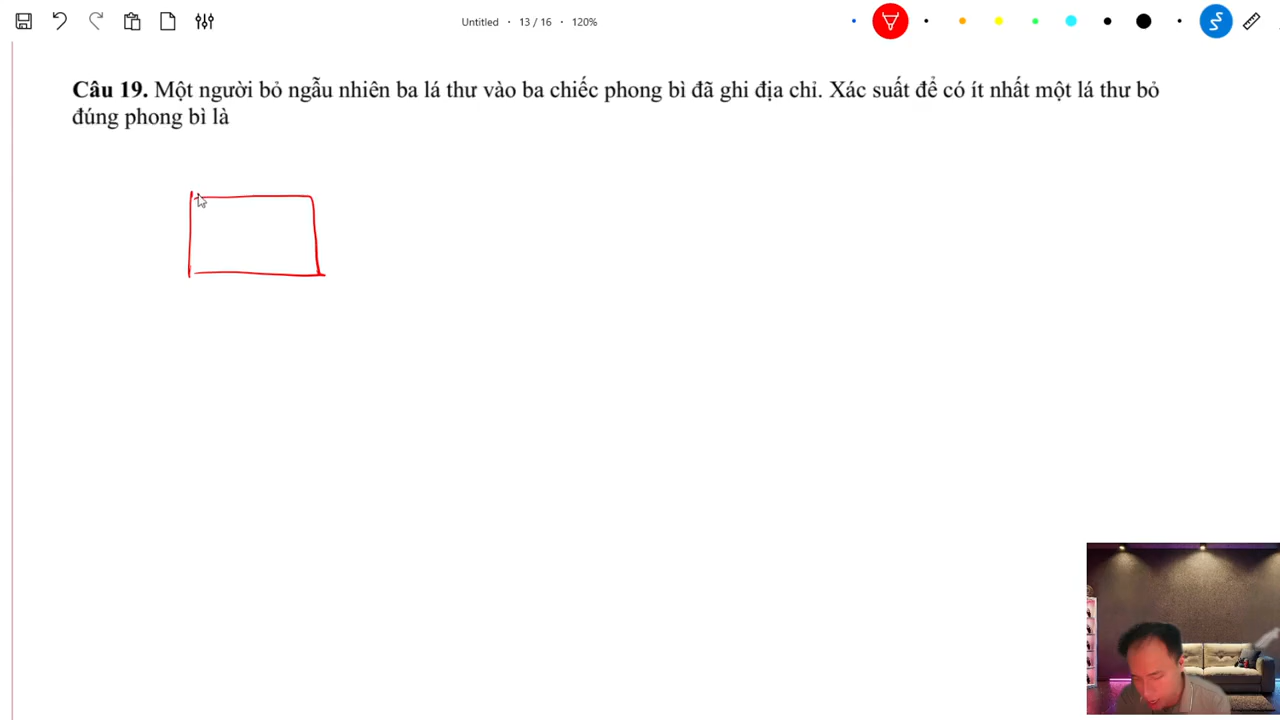 Untitled • 13 / 16 • 120%
Câu 19. Một người bỏ ngẫu nhiên ba lá thư vào ba chiếc phong bì đã ghi địa chỉ. Xác suất để có ít nhất một lá thư bỏ
đúng phong bì là